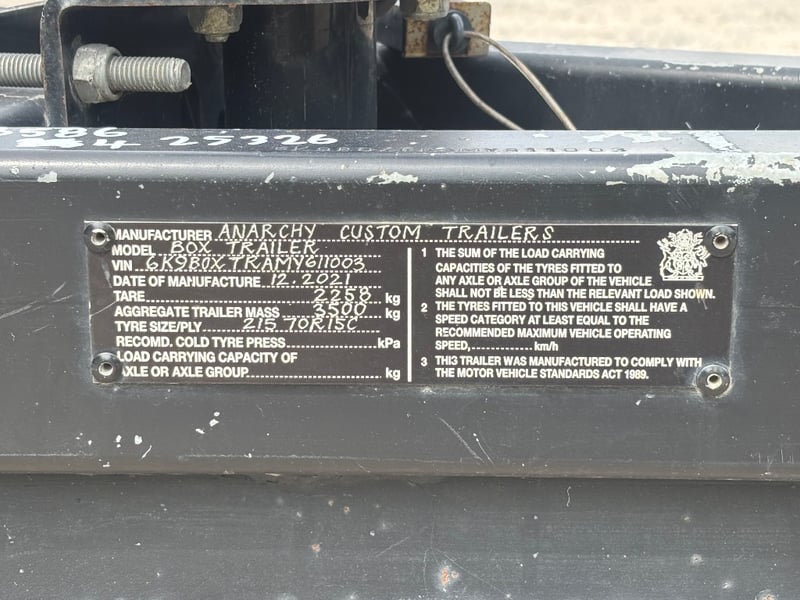 25326
MANUFACTURER ANARCHY CUSTOM TRAILERS
MODEL BOX TRAILER
VIN 6K9B0XTRAMY611003
DATE OF MANUFACTURE 12.2021
TARE 2258 kg
AGGREGATE TRAILER MASS 3500 kg
TYRE SIZE/PLY 215 70R15C
RECOMD. COLD TYRE PRESS. kPa
LOAD CARRYING CAPACITY OF
AXLE OR AXLE GROUP kg
1 THE SUM OF THE LOAD CARRYING
CAPACITIES OF THE TYRES FITTED TO
ANY AXLE OR AXLE GROUP OF THE VEHICLE
SHALL NOT BE LESS THAN THE RELEVANT LOAD SHOWN.
2 THE TYRES FITTED TO THIS VEHICLE SHALL HAVE A
SPEED CATEGORY AT LEAST EQUAL TO THE
RECOMMENDED MAXIMUM VEHICLE OPERATING
SPEED, km/h
3 THIS TRAILER WAS MANUFACTURED TO COMPLY WITH
THE MOTOR VEHICLE STANDARDS ACT 1989.